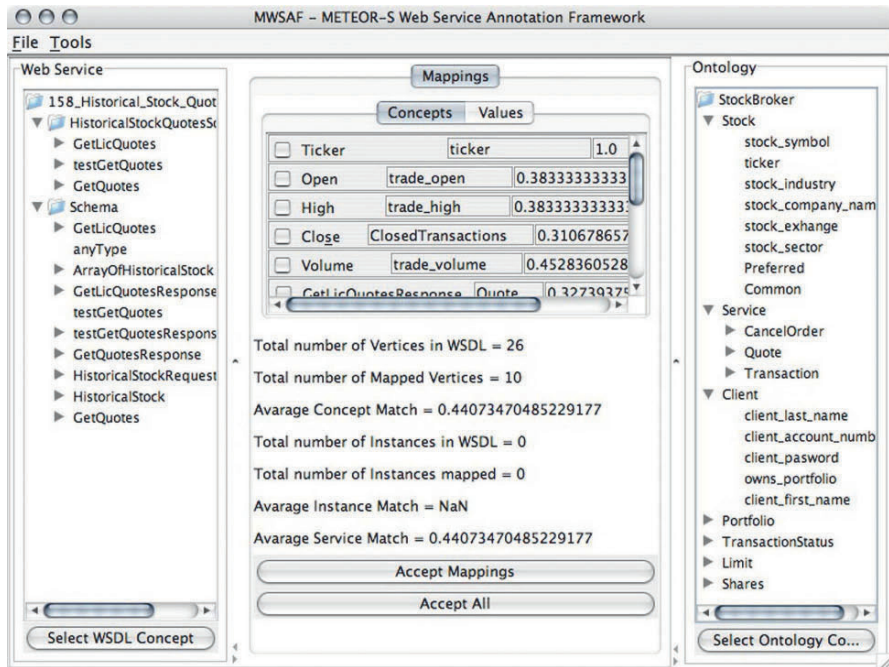 MWSAF – METEOR-S Web Service Annotation Framework
File Tools
Web Service
158_Historical_Stock_Quot
HistoricalStockQuotesSo
GetLicQuotes
testGetQuotes
GetQuotes
Schema
GetLicQuotes
anyType
ArrayOfHistoricalStock
GetLicQuotesResponse
testGetQuotes
testGetQuotesRespons
GetQuotesResponse
HistoricalStockRequest
HistoricalStock
GetQuotes
Select WSDL Concept
Mappings
Concepts Values
Ticker ticker 1.0
Open trade_open 0.38333333333
High trade_high 0.383333333333
Close ClosedTransactions 0.310678657
Volume trade_volume 0.4528360528
GetLicQuotesResponse Quote 0.32739375
Total number of Vertices in WSDL = 26
Total number of Mapped Vertices = 10
Avarage Concept Match = 0.44073470485229177
Total number of Instances in WSDL = 0
Total number of Instances mapped = 0
Avarage Instance Match = NaN
Avarage Service Match = 0.44073470485229177
Accept Mappings
Accept All
Ontology
StockBroker
Stock
stock_symbol
ticker
stock_industry
stock_company_nam
stock_exhange
stock_sector
Preferred
Common
Service
CancelOrder
Quote
Transaction
Client
client_last_name
client_account_numb
client_pasword
owns_portfolio
client_first_name
Portfolio
TransactionStatus
Limit
Shares
Select Ontology Co...